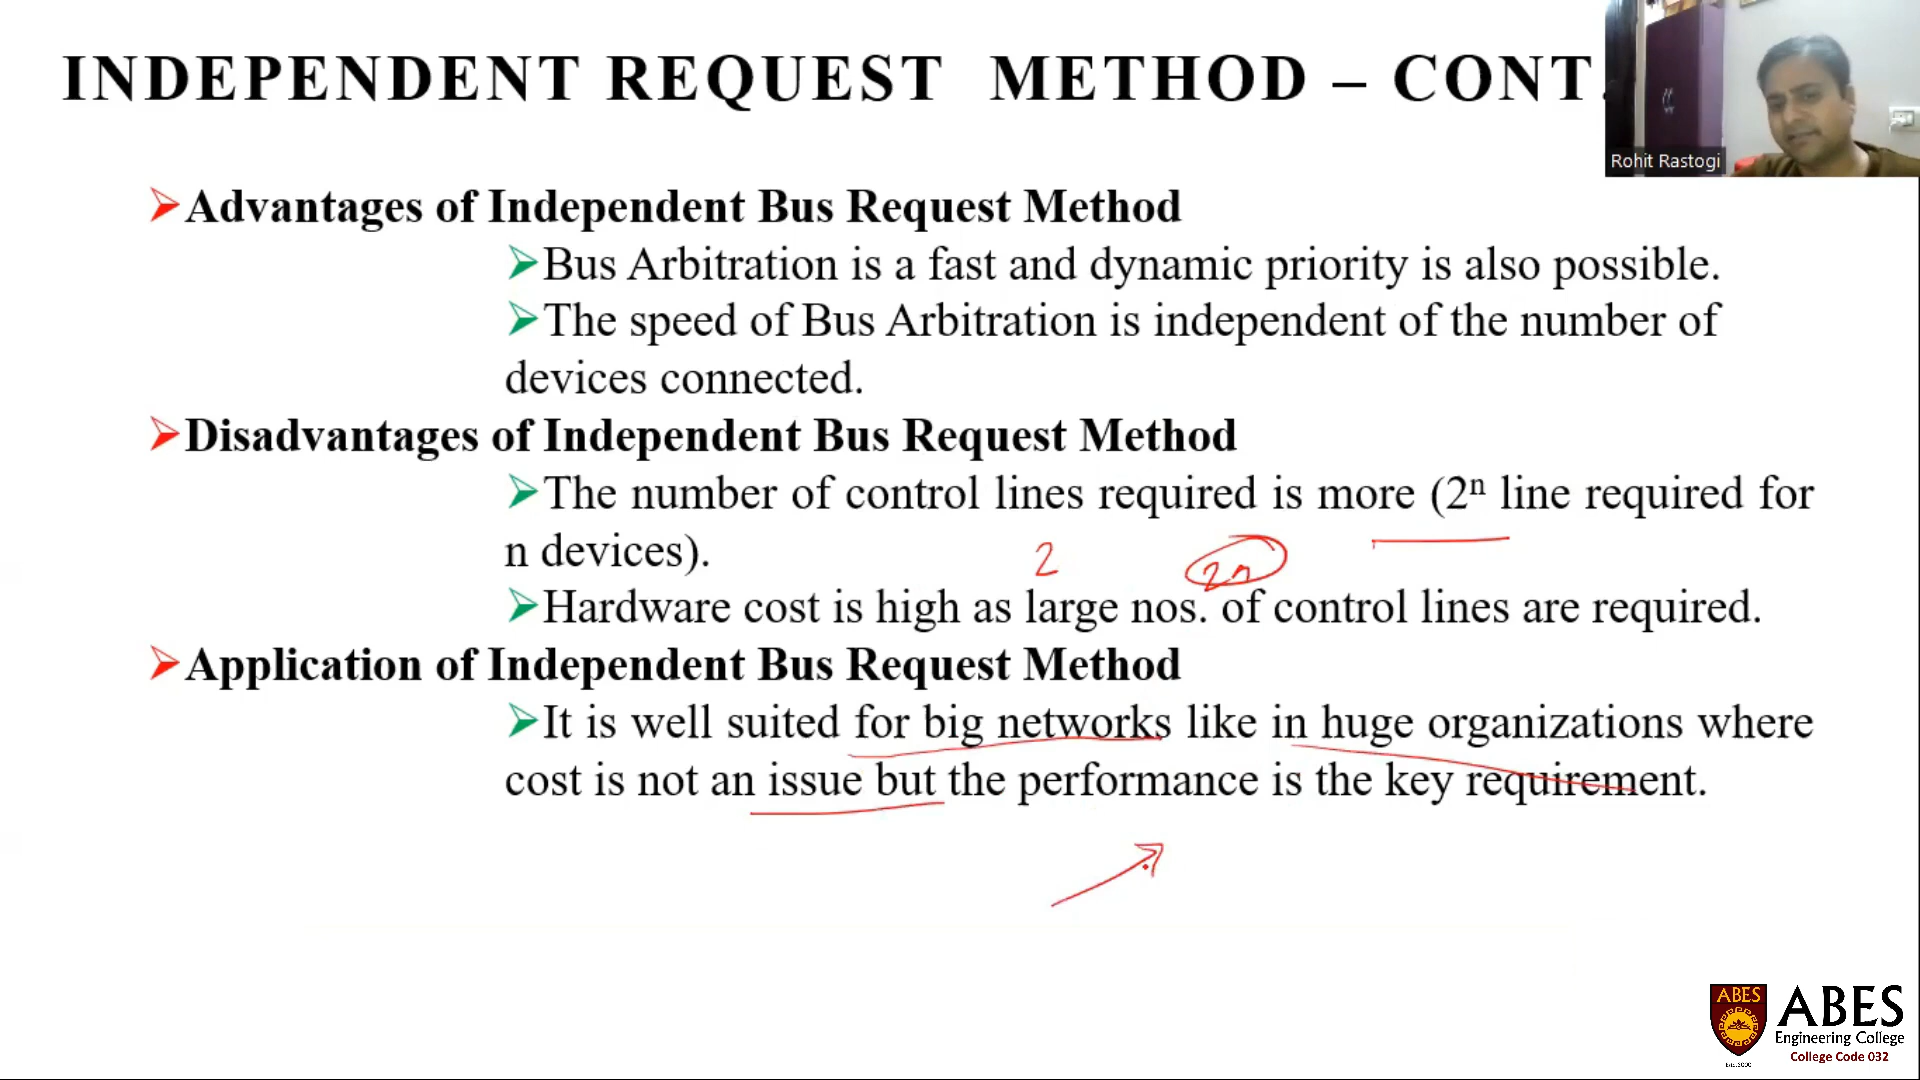 INDEPENDENT REQUEST METHOD – CONT.
Rohit Rastogi
➢Advantages of Independent Bus Request Method
➢Bus Arbitration is a fast and dynamic priority is also possible.
➢The speed of Bus Arbitration is independent of the number of
devices connected.
➢Disadvantages of Independent Bus Request Method
➢The number of control lines required is more (2ⁿ line required for
n devices).
2 2n
➢Hardware cost is high as large nos. of control lines are required.
➢Application of Independent Bus Request Method
➢It is well suited for big networks like in huge organizations where
cost is not an issue but the performance is the key requirement.
ABES
ABES
Engineering College
College Code 032